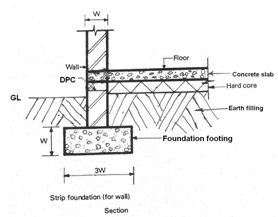 W
Wall
Floor
DPC
Concrete slab
Hard core
GL
Earth filling
W
Foundation footing
3W
Strip foundation (for wall)
Section